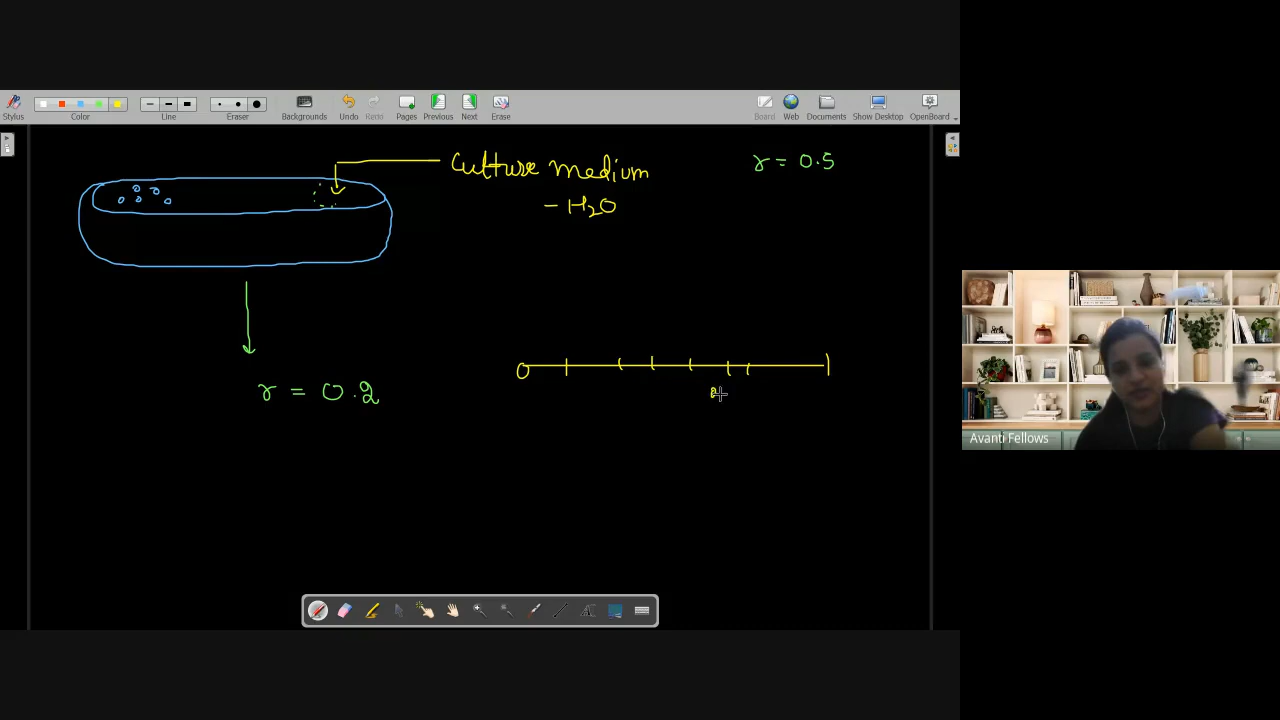 Stylus
Color
Line
Eraser
Backgrounds
Undo
Redo
Pages
Previous
Next
Erase
Board
Web
Documents
Show Desktop
OpenBoard
Culture medium
- H₂O
r = 0.5
r = 0.2
0
Avanti Fellows